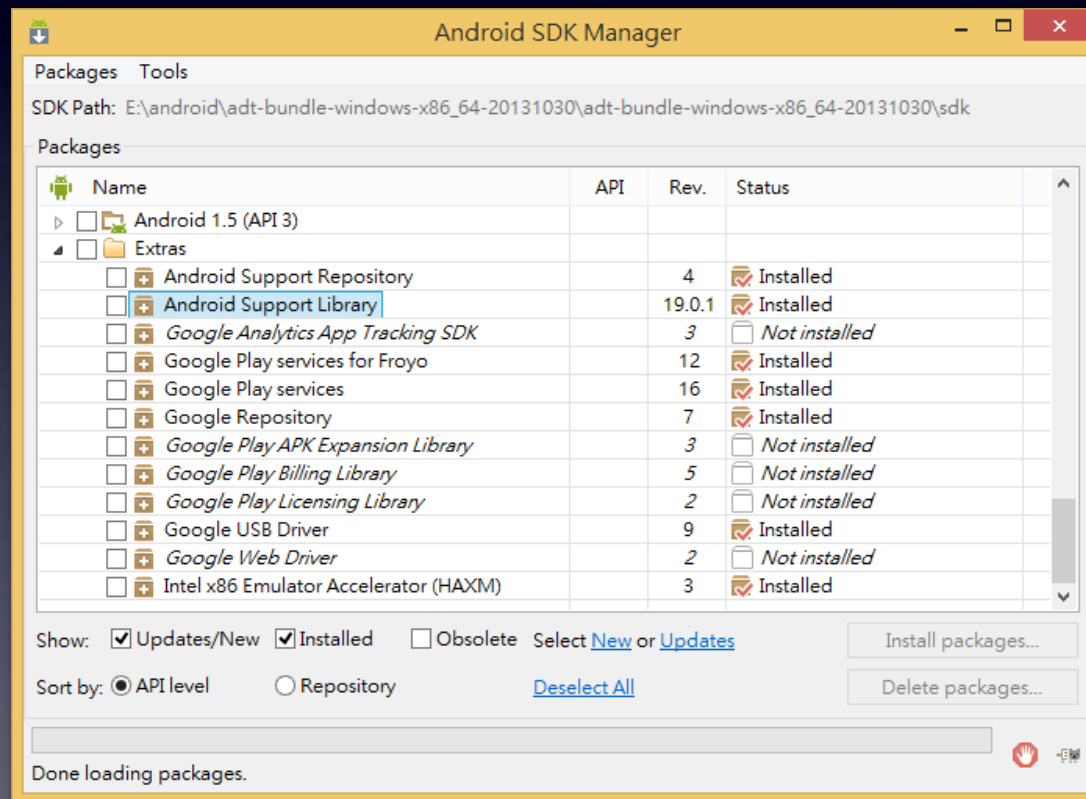 Android SDK Manager
Packages Tools
SDK Path: E:\android\adt-bundle-windows-x86_64-20131030\adt-bundle-windows-x86_64-20131030\sdk
Packages
Name API Rev. Status
Android 1.5 (API 3)
Extras
Android Support Repository 4 Installed
Android Support Library 19.0.1 Installed
Google Analytics App Tracking SDK 3 Not installed
Google Play services for Froyo 12 Installed
Google Play services 16 Installed
Google Repository 7 Installed
Google Play APK Expansion Library 3 Not installed
Google Play Billing Library 5 Not installed
Google Play Licensing Library 2 Not installed
Google USB Driver 9 Installed
Google Web Driver 2 Not installed
Intel x86 Emulator Accelerator (HAXM) 3 Installed
Show: Updates/New Installed Obsolete Select New or Updates Install packages...
Sort by: API level Repository Deselect All Delete packages...
Done loading packages.